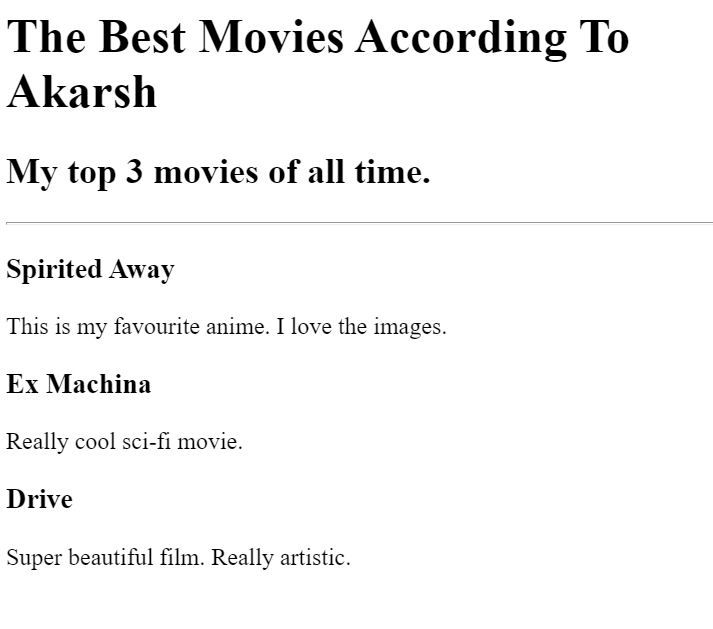 The Best Movies According To
Akarsh
My top 3 movies of all time.
Spirited Away
This is my favourite anime. I love the images.
Ex Machina
Really cool sci-fi movie.
Drive
Super beautiful film. Really artistic.